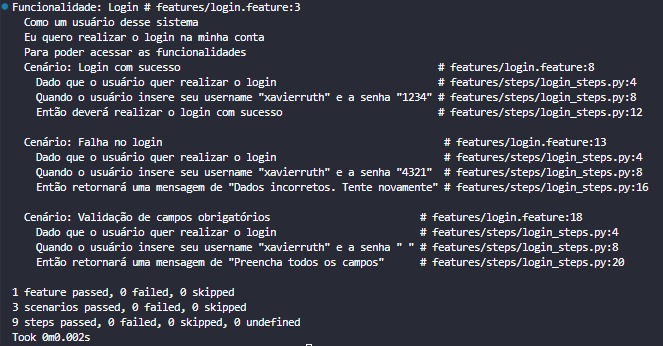 Funcionalidade: Login # features/login.feature:3
Como um usuário desse sistema
Eu quero realizar o login na minha conta
Para poder acessar as funcionalidades
Cenário: Login com sucesso # features/login.feature:8
Dado que o usuário quer realizar o login # features/steps/login_steps.py:4
Quando o usuário insere seu username "xavierruth" e a senha "1234" # features/steps/login_steps.py:8
Então deverá realizar o login com sucesso # features/steps/login_steps.py:12
Cenário: Falha no login # features/login.feature:13
Dado que o usuário quer realizar o login # features/steps/login_steps.py:4
Quando o usuário insere seu username "xavierruth" e a senha "4321" # features/steps/login_steps.py:8
Então retornará uma mensagem de "Dados incorretos. Tente novamente" # features/steps/login_steps.py:16
Cenário: Validação de campos obrigatórios # features/login.feature:18
Dado que o usuário quer realizar o login # features/steps/login_steps.py:4
Quando o usuário insere seu username "xavierruth" e a senha " " # features/steps/login_steps.py:8
Então retornará uma mensagem de "Preencha todos os campos" # features/steps/login_steps.py:20
1 feature passed, 0 failed, 0 skipped
3 scenarios passed, 0 failed, 0 skipped
9 steps passed, 0 failed, 0 skipped, 0 undefined
Took 0m0.002s